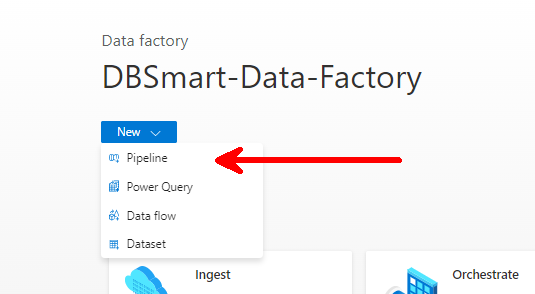 Data factory
DBSmart-Data-Factory
New
Pipeline
Power Query
Data flow
Dataset
Ingest
Orchestrate